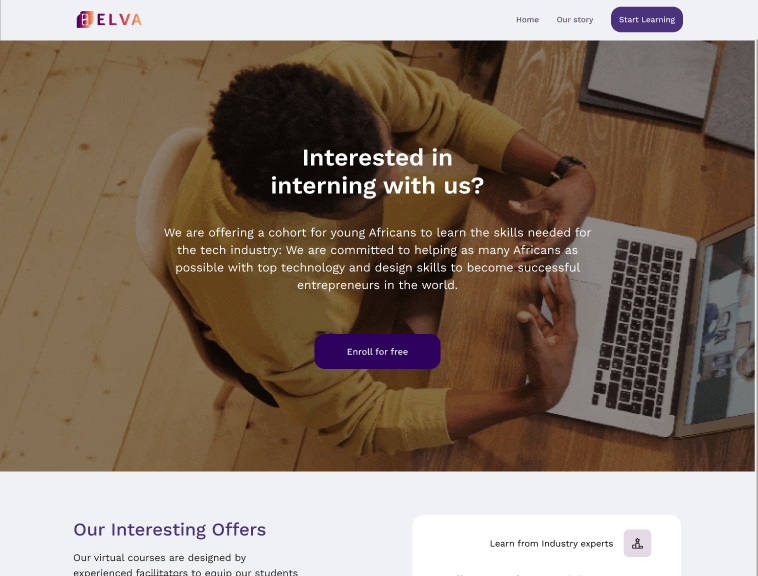 ELVA
Home
Our story
Start Learning
Interested in
interning with us?
We are offering a cohort for young Africans to learn the skills needed for
the tech industry: We are committed to helping as many Africans as
possible with top technology and design skills to become successful
entrepreneurs in the world.
Enroll for free
Our Interesting Offers
Our virtual courses are designed by
experienced facilitators to equip our students
Learn from Industry experts